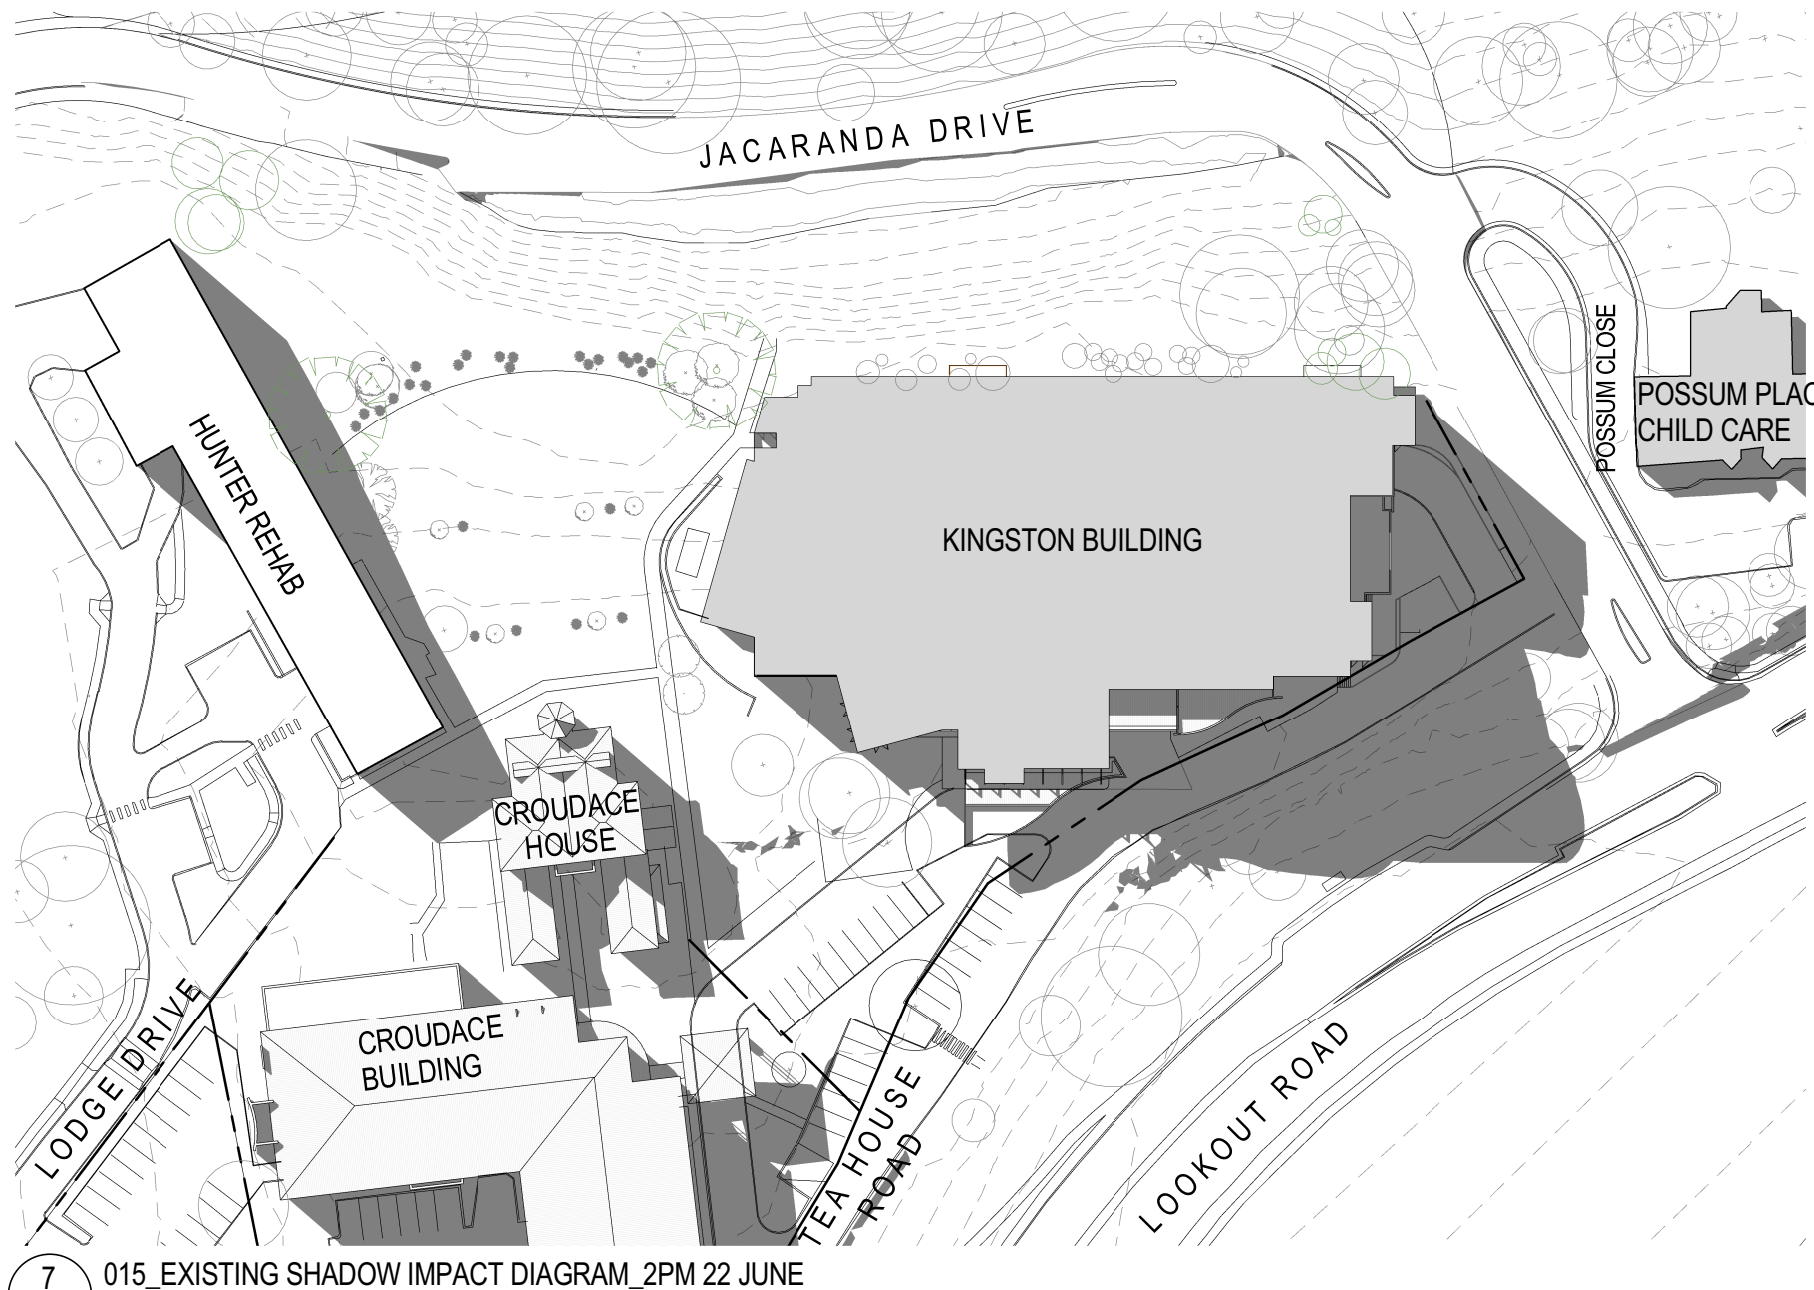 JACARANDA DRIVE
POSSUM CLOSE
POSSUM PLAC
CHILD CARE
HUNTER REHAB
KINGSTON BUILDING
CROUDACE
HOUSE
LODGE DRIVE
CROUDACE
BUILDING
TEA HOUSE
ROAD
LOOKOUT ROAD
7
015_EXISTING SHADOW IMPACT DIAGRAM_2PM 22 JUNE